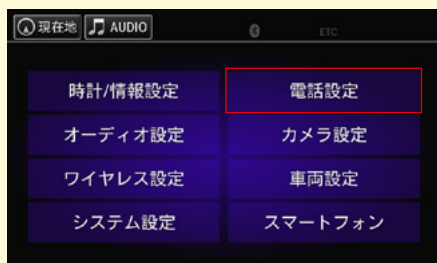 現在地 AUDIO ETC
時計/情報設定 電話設定
オーディオ設定 カメラ設定
ワイヤレス設定 車両設定
システム設定 スマートフォン